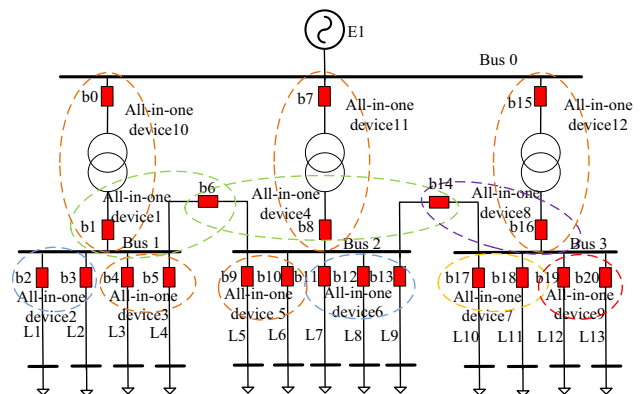 E1
Bus 0
b0
b7
b15
All-in-one
device10
All-in-one
device11
All-in-one
device12
b6
b14
All-in-one
device1
All-in-one
device4
All-in-one
device8
b1
b8
b16
Bus 1
Bus 2
Bus 3
b2
b3
b4
b5
b9
b10
b11
b12
b13
b17
b18
b19
b20
All-in-one
device2
All-in-one
device3
All-in-one
device 5
All-in-one
device6
All-in-one
device7
All-in-one
device9
L1
L2
L3
L4
L5
L6
L7
L8
L9
L10
L11
L12
L13